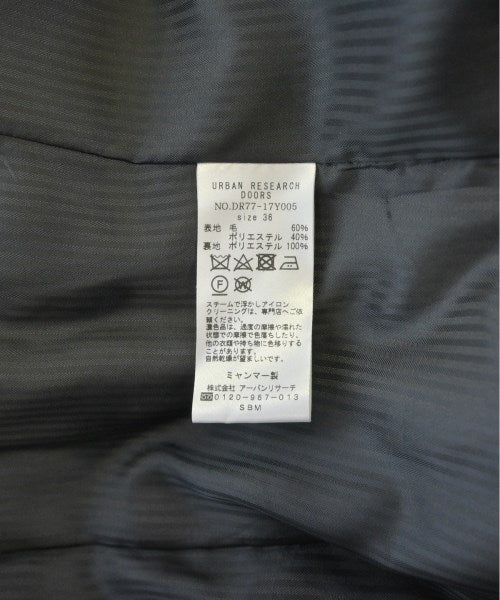 URBAN RESEARCH
DOORS
NO.DR77-17Y005
size 36
表地 毛 60%
ポリエステル 40%
裏地 ポリエステル 100%
F W
スチームで浮かしアイロン
クリーニングは、専門店へご依
頼ください。
濃色品は、過度の摩擦や濡れた
状態での摩擦で色落ちしたり、
他の衣類や持ち物に色移りする
ことがあります。
自然乾燥が望ましいです。
ミャンマー製
株式会社 アーバンリサーチ
0120-967-013
SBM